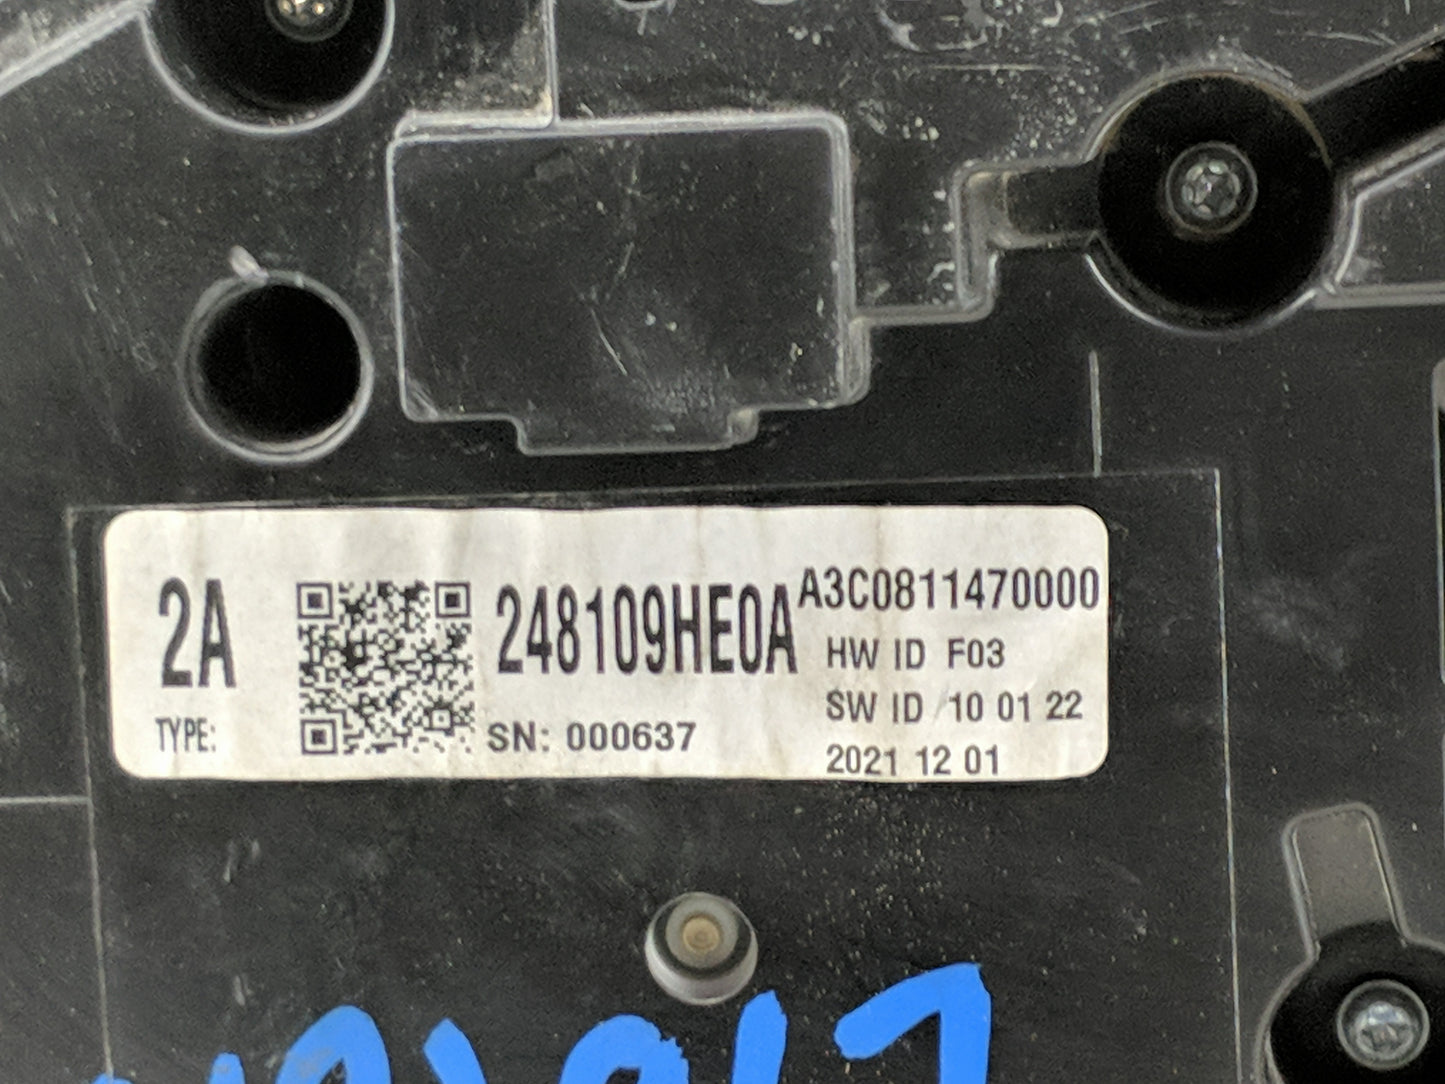 2A
TYPE:
248109HE0A
SN: 000637
A3C0811470000
HW ID F03
SW ID 10 01 22
2021 12 01